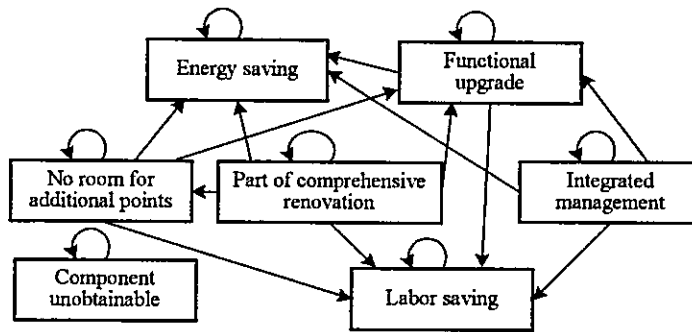 Energy saving
Functional
upgrade
No room for
additional points
Part of comprehensive
renovation
Integrated
management
Component
unobtainable
Labor saving